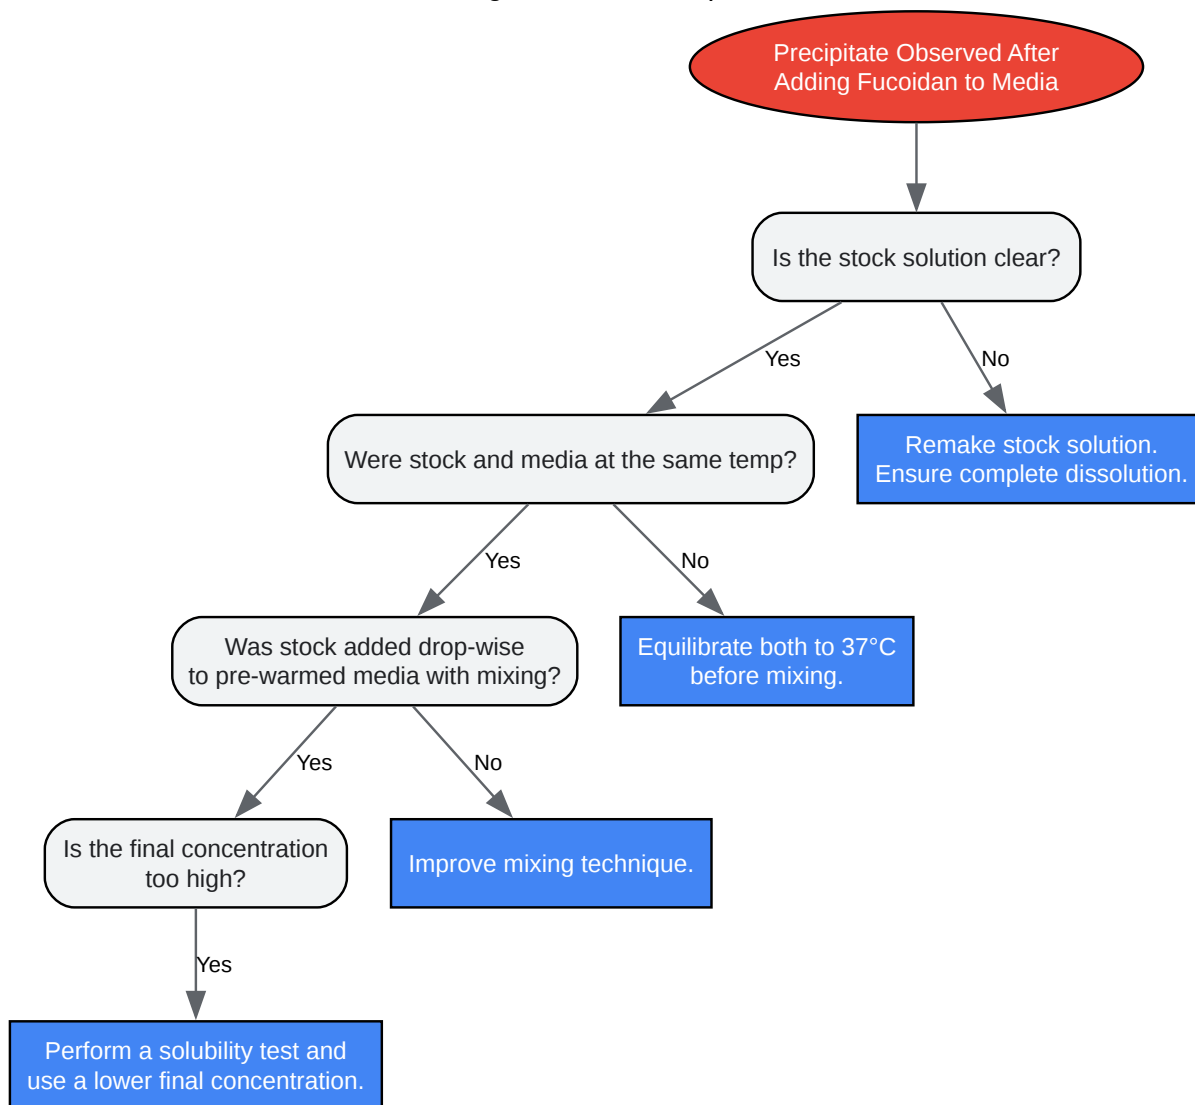 Precipitate Observed After
Adding Fucoidan to Media
Is the stock solution clear?
Yes
No
Were stock and media at the same temp?
Remake stock solution.
Ensure complete dissolution.
Yes
No
Was stock added drop-wise
to pre-warmed media with mixing?
Equilibrate both to 37°C
before mixing.
Yes
No
Is the final concentration
too high?
Improve mixing technique.
Yes
Perform a solubility test and
use a lower final concentration.